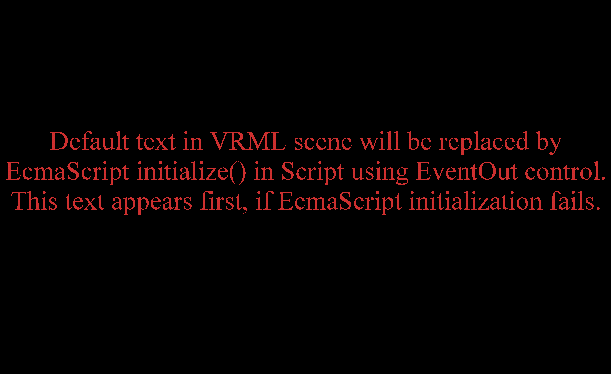 Default text in VRML scene will be replaced by
EcmaScript initialize() in Script using EventOut control.
This text appears first, if EcmaScript initialization fails.